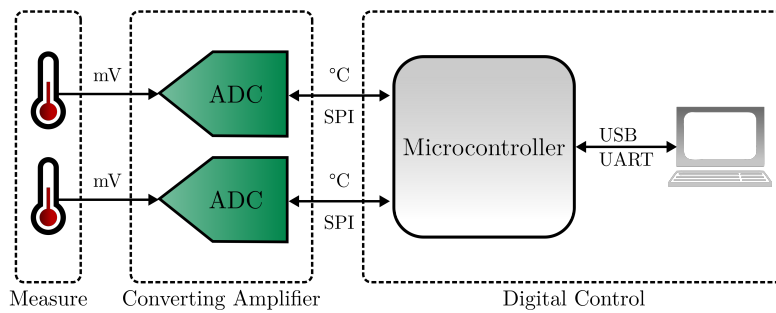 mV
ADC
°C
SPI
mV
ADC
°C
SPI
Microcontroller
USB
UART
Measure
Converting Amplifier
Digital Control